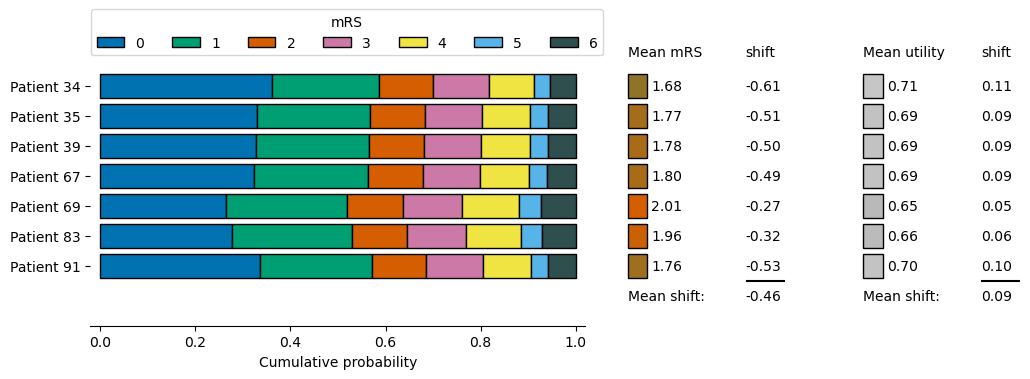 mRS
0 1 2 3 4 5 6
Mean mRS shift Mean utility shift
Patient 34 1.68 -0.61 0.71 0.11
Patient 35 1.77 -0.51 0.69 0.09
Patient 39 1.78 -0.50 0.69 0.09
Patient 67 1.80 -0.49 0.69 0.09
Patient 69 2.01 -0.27 0.65 0.05
Patient 83 1.96 -0.32 0.66 0.06
Patient 91 1.76 -0.53 0.70 0.10
Mean shift: -0.46 Mean shift: 0.09
0.0 0.2 0.4 0.6 0.8 1.0
Cumulative probability